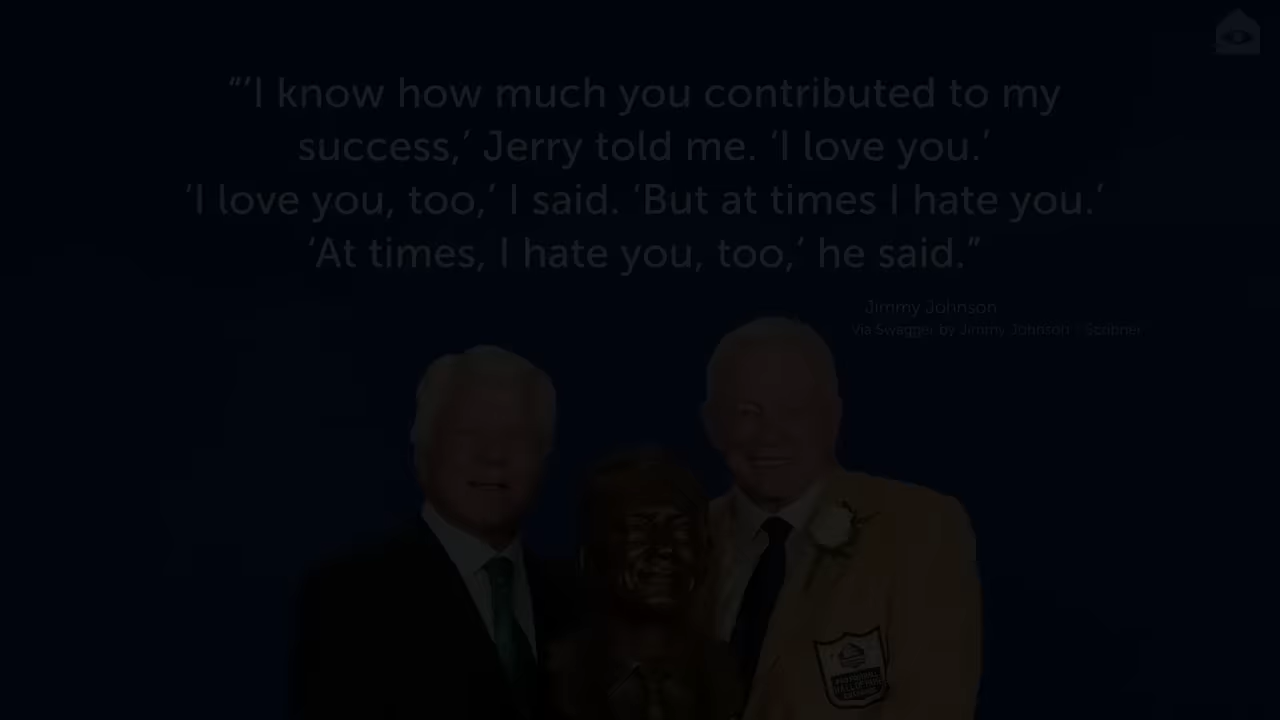 “‘I know how much you contributed to my
success,’ Jerry told me. ‘I love you.’
‘I love you, too,’ I said. ‘But at times I hate you.’
‘At times, I hate you, too,’ he said.”
Jimmy Johnson
Via Swagger by Jimmy Johnson - Scribner